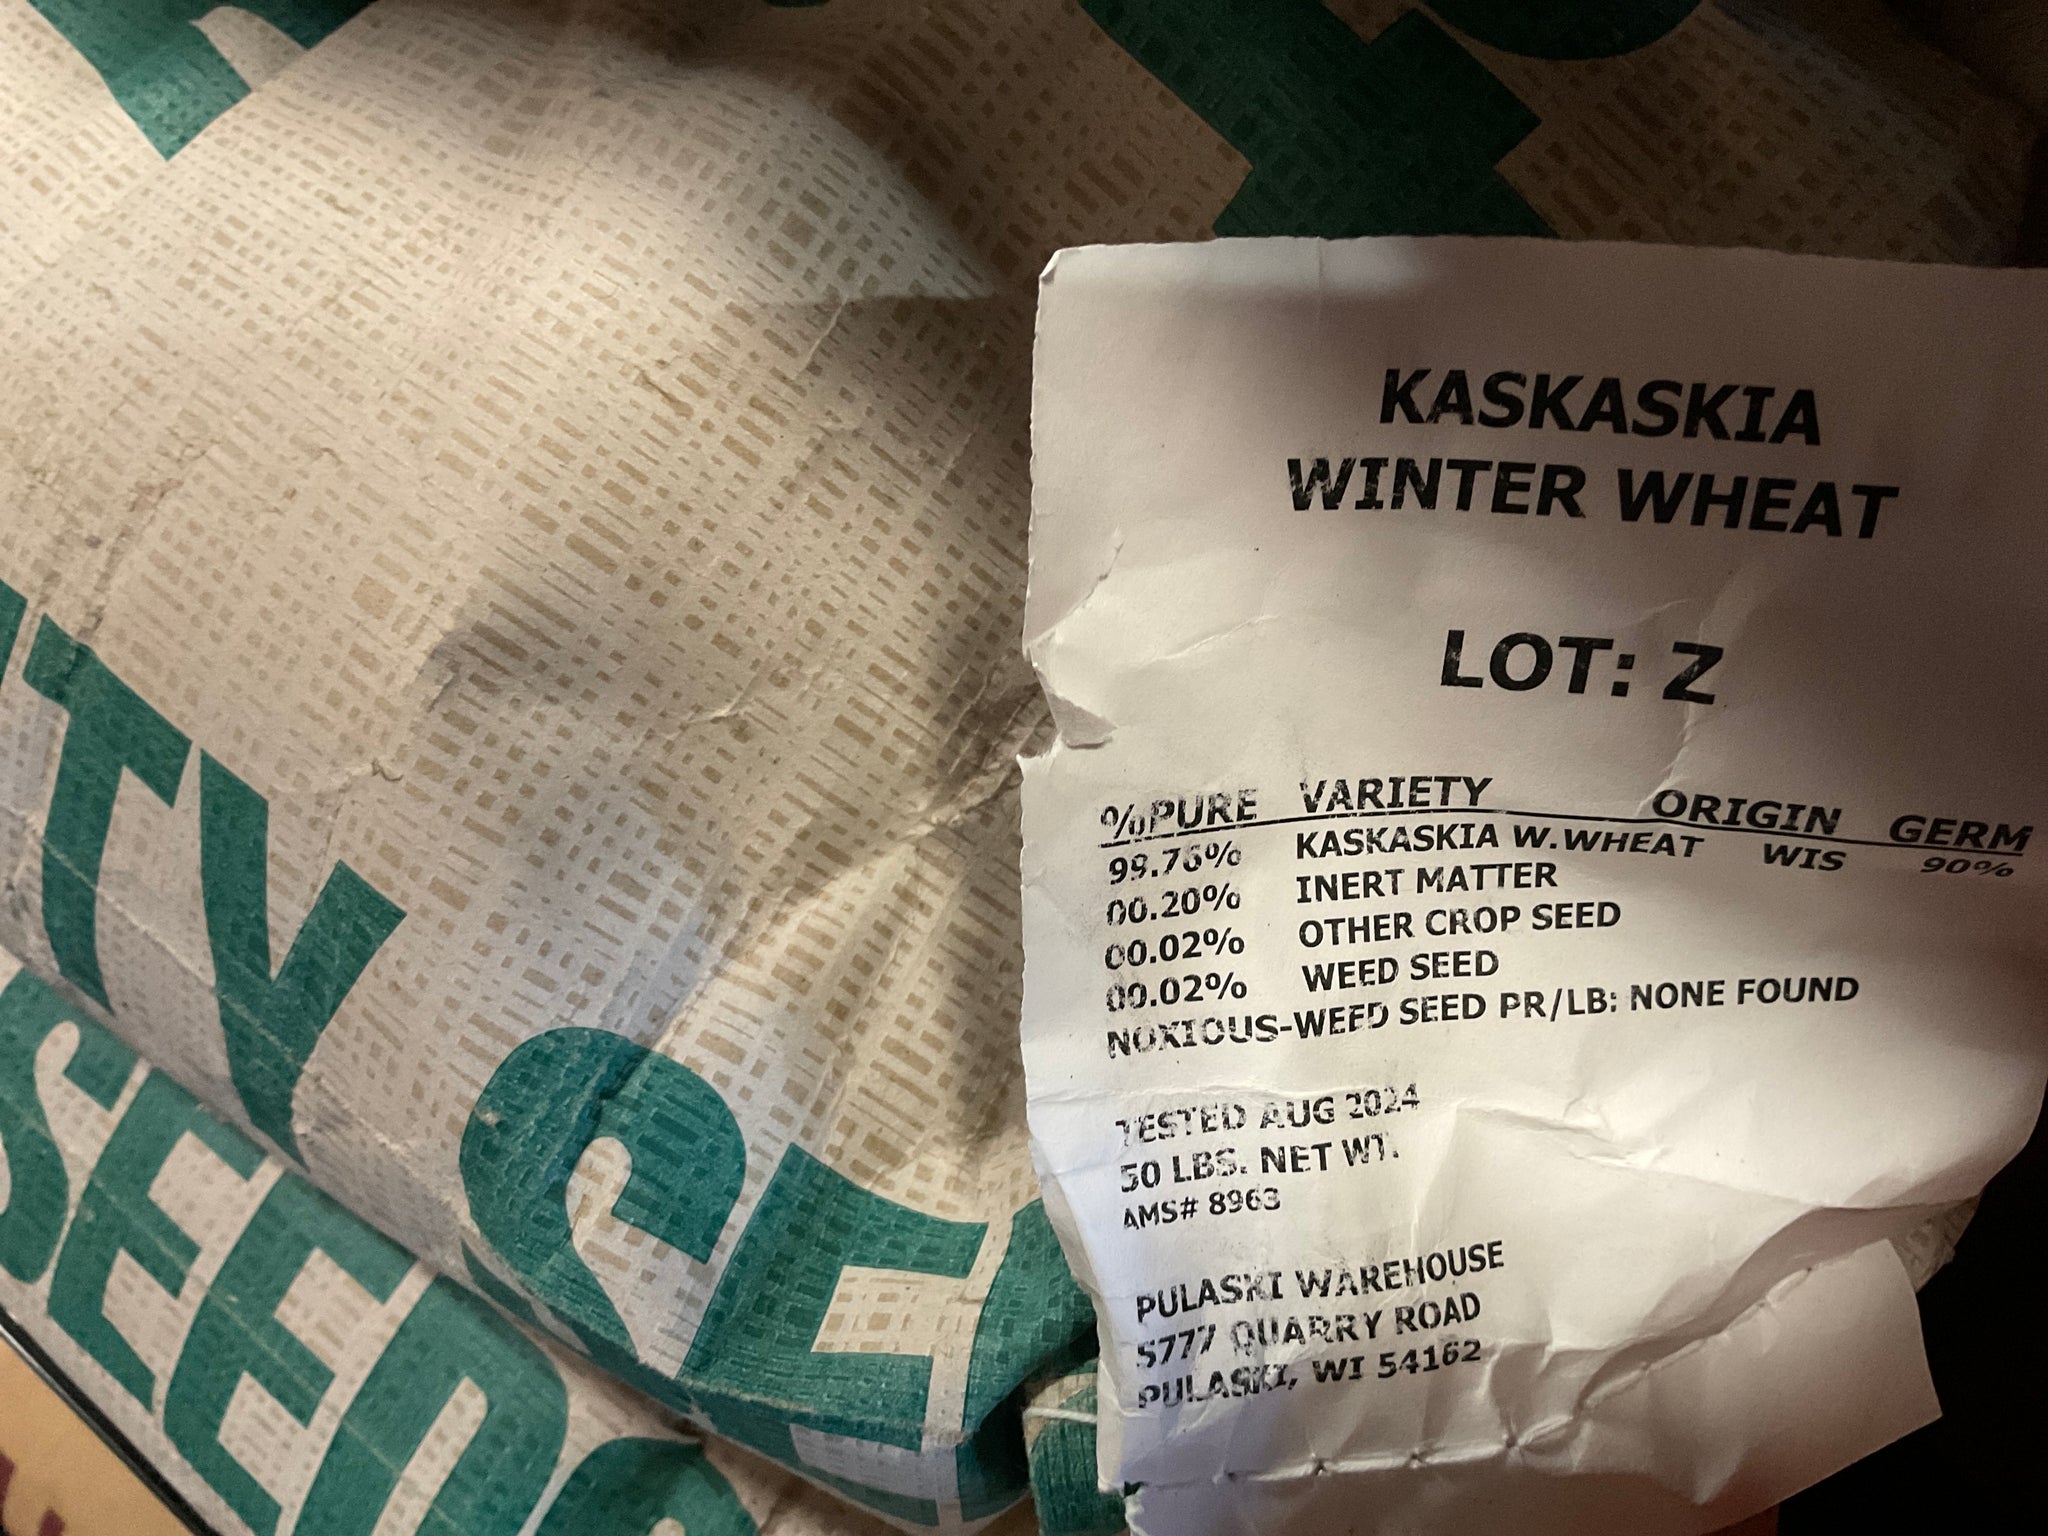 KASKASKIA
WINTER WHEAT
LOT: Z
%PURE VARIETY ORIGIN GERM
99.76% KASKASKIA W.WHEAT WIS 90%
00.20% INERT MATTER
00.02% OTHER CROP SEED
00.02% WEED SEED
NOXIOUS-WEED SEED PR/LB: NONE FOUND
TESTED AUG 2024
50 LBS. NET WT.
AMS# 8963
PULASKI WAREHOUSE
S777 QUARRY ROAD
PULASKI, WI 54162
SEEDS